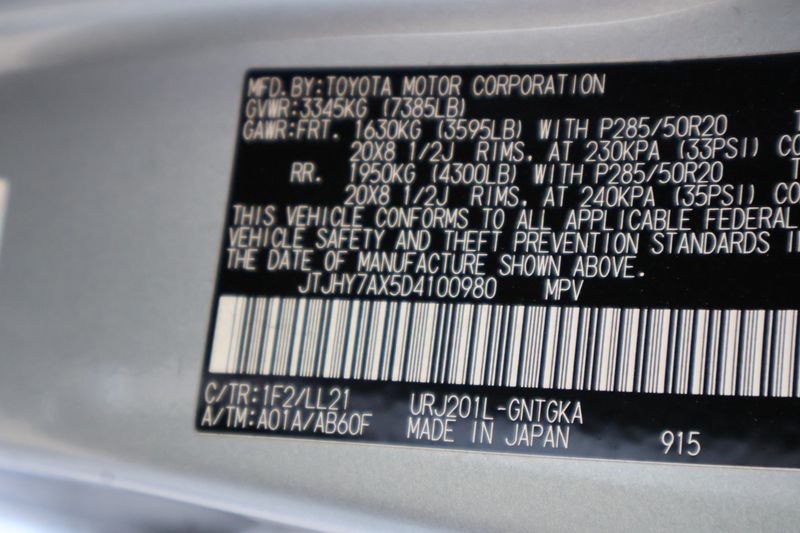 MFD.BY:TOYOTA MOTOR CORPORATION
GVWR:3345KG (7385LB)
GAWR:FRT. 1630KG (3595LB) WITH P285/50R20
20X8 1/2J RIMS, AT 230KPA (33PSI) CO
RR. 1950KG (4300LB) WITH P285/50R20
20X8 1/2J RIMS, AT 240KPA (35PSI) CO
THIS VEHICLE CONFORMS TO ALL APPLICABLE FEDERAL
VEHICLE SAFETY AND THEFT PREVENTION STANDARDS I
THE DATE OF MANUFACTURE SHOWN ABOVE.
JTJHY7AX5D4100980 MPV
C/TR:1F2/LL21 URJ201L-GNTGKA
A/TM:A01A/AB60F MADE IN JAPAN 915